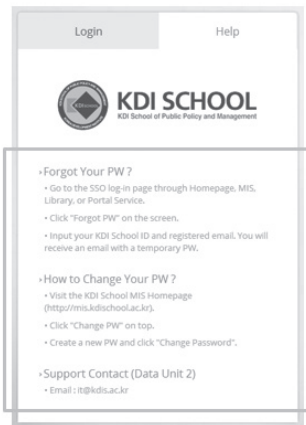 Login
Help
KDI SCHOOL
KDI School of Public Policy and Management
›Forgot Your PW ?
• Go to the SSO log-in page through Homepage, MIS,
Library, or Portal Service.
• Click "Forgot PW" on the screen.
• Input your KDI School ID and registered email. You will
receive an email with a temporary PW.
›How to Change Your PW ?
• Visit the KDI School MIS Homepage
(http://mis.kdischool.ac.kr).
• Click "Change PW" on top.
• Create a new PW and click "Change Password".
›Support Contact (Data Unit 2)
• Email : it@kdis.ac.kr